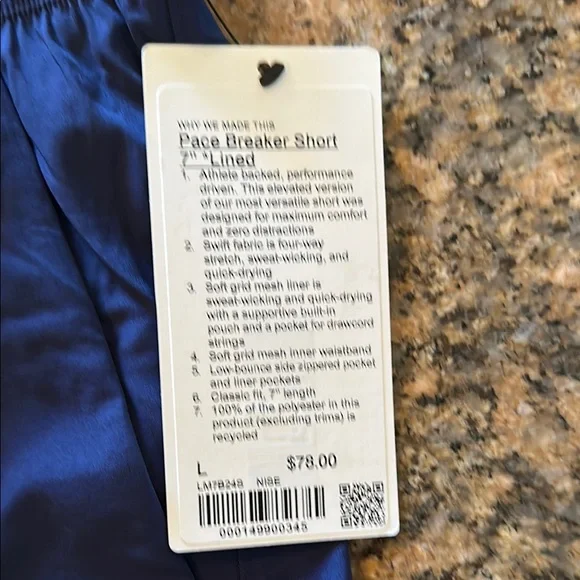 WHY WE MADE THIS
Pace Breaker Short
7" *Lined
1. Athlete backed, performance
driven. This elevated version
of our most versatile short was
designed for maximum comfort
and zero distractions
2. Swift fabric is four-way
stretch, sweat-wicking, and
quick-drying
3. Soft grid mesh liner is
sweat-wicking and quick-drying
with a supportive built-in
pouch and a pocket for drawcord
strings
4. Soft grid mesh inner waistband
5. Low-bounce side zippered pocket
and liner pockets
6. Classic fit, 7" length
7. 100% of the polyester in this
product (excluding trims) is
recycled
L $78.00
LM7B24S NISE
000149900345